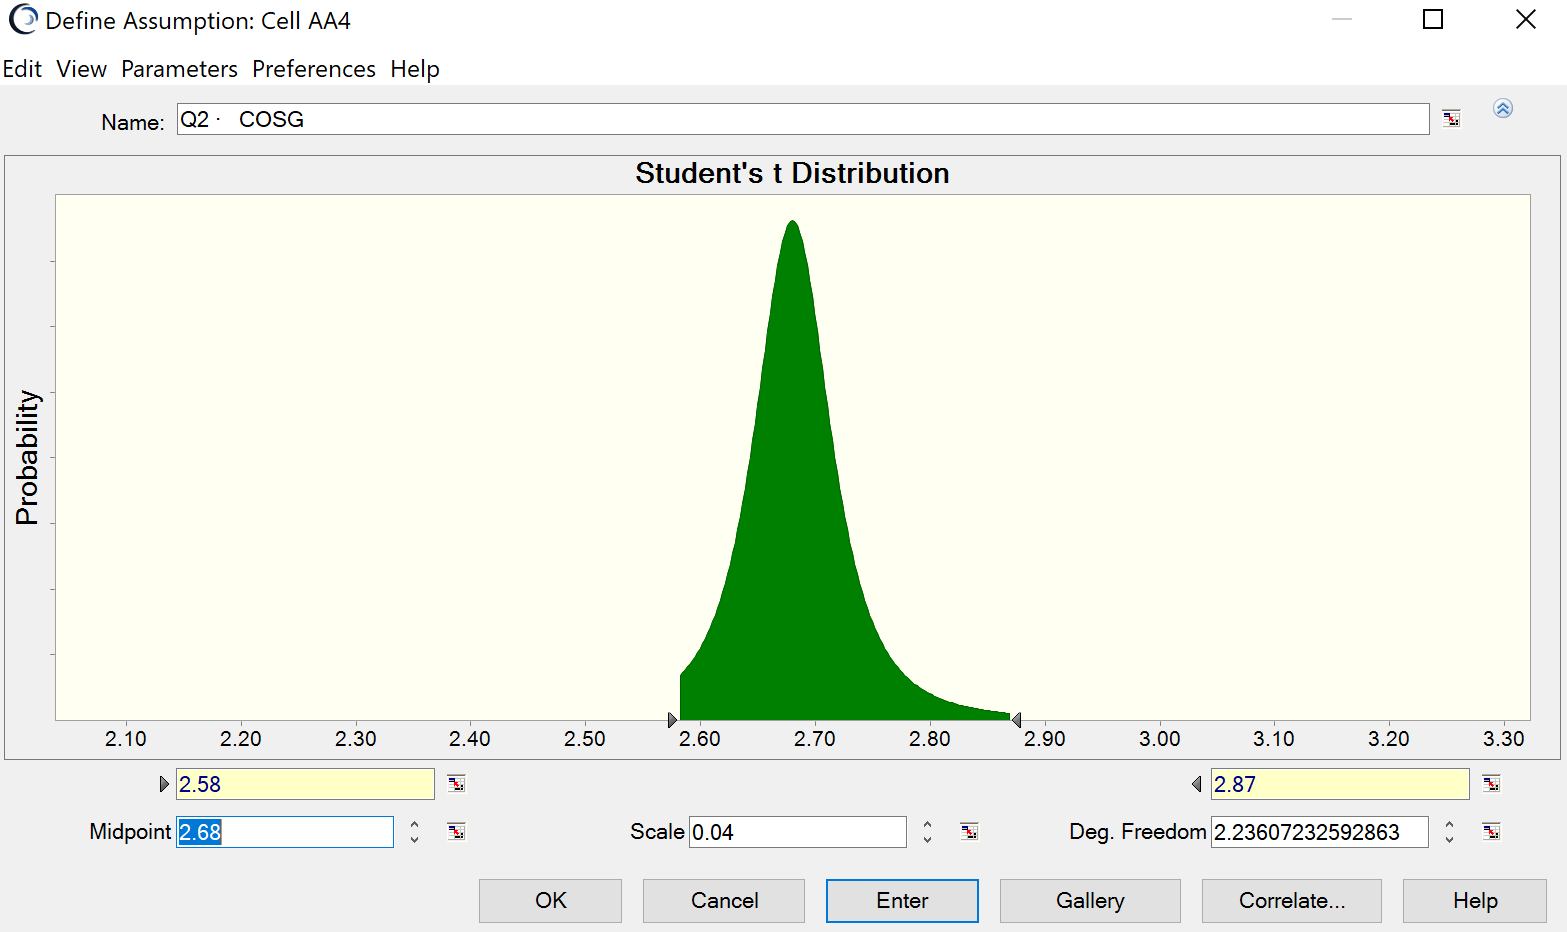 Define Assumption: Cell AA4
Edit View Parameters Preferences Help
Name: Q2 · COSG
Student's t Distribution
Probability
2.10 2.20 2.30 2.40 2.50 2.60 2.70 2.80 2.90 3.00 3.10 3.20 3.30
2.58 2.87
Midpoint 2.68 Scale 0.04 Deg. Freedom 2.23607232592863
OK Cancel Enter Gallery Correlate... Help